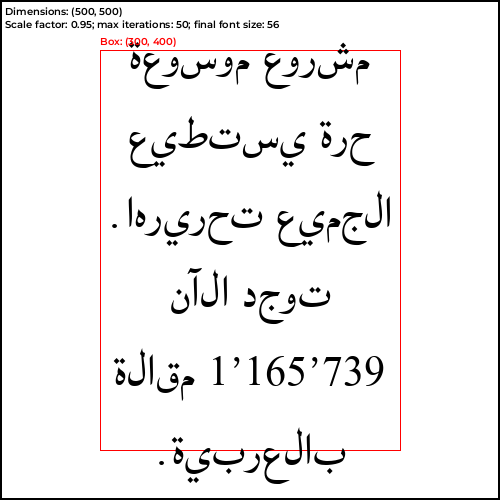 Dimensions: (500, 500)
Scale factor: 0.95; max iterations: 50; final font size: 56
Box: (300, 400)
مشروع موسوعة
حرة يستطيع
الجميع تحريرها.
توجد الآن
1’165’739 مقالة
بالعربية.